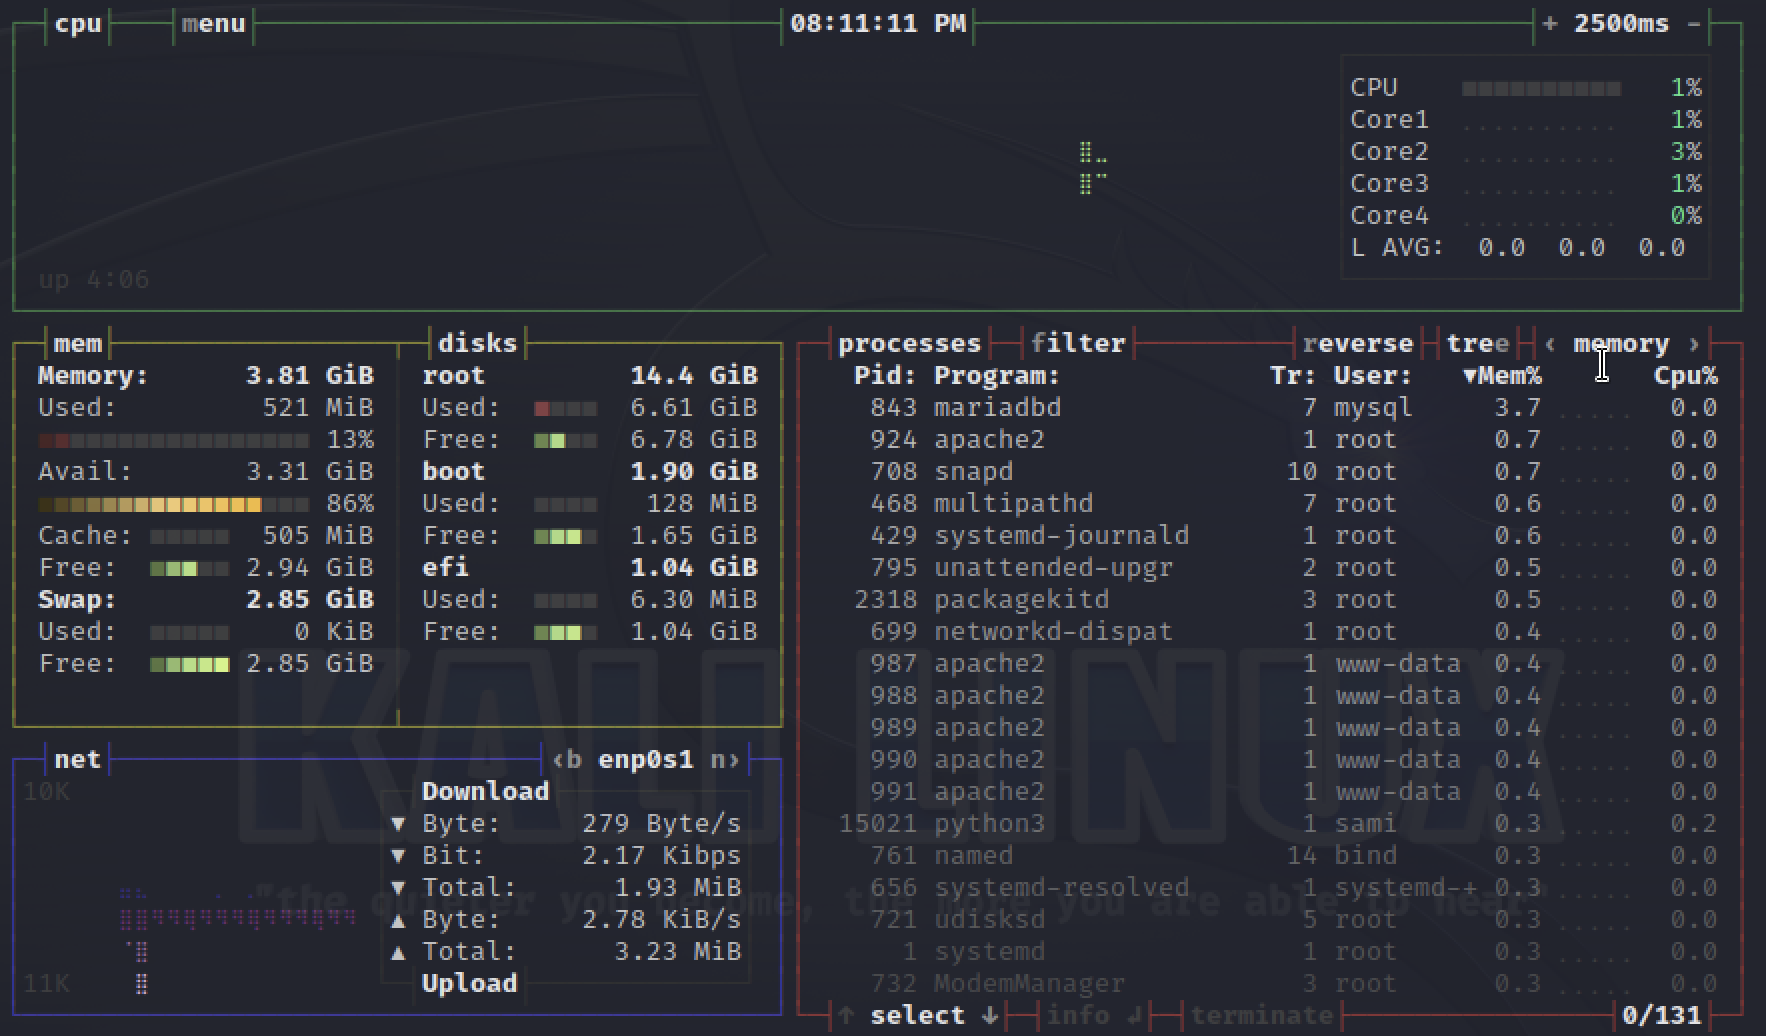 cpu menu 08:11:11 PM + 2500ms -
CPU 1%
Core1 1%
Core2 3%
Core3 1%
Core4 0%
L AVG: 0.0 0.0 0.0
up 4:06
mem
Memory: 3.81 GiB
Used: 521 MiB
13%
Avail: 3.31 GiB
86%
Cache: 505 MiB
Free: 2.94 GiB
Swap: 2.85 GiB
Used: 0 KiB
Free: 2.85 GiB
disks
root 14.4 GiB
Used: 6.61 GiB
Free: 6.78 GiB
boot 1.90 GiB
Used: 128 MiB
Free: 1.65 GiB
efi 1.04 GiB
Used: 6.30 MiB
Free: 1.04 GiB
net ‹b enp0s1 n›
10K
Download
▼ Byte: 279 Byte/s
▼ Bit: 2.17 Kibps
▼ Total: 1.93 MiB
▲ Byte: 2.78 KiB/s
▲ Total: 3.23 MiB
Upload
11K
processes filter reverse tree ‹ memory ›
Pid: Program: Tr: User: ▼Mem% Cpu%
843 mariadbd 7 mysql 3.7 0.0
924 apache2 1 root 0.7 0.0
708 snapd 10 root 0.7 0.0
468 multipathd 7 root 0.6 0.0
429 systemd-journald 1 root 0.6 0.0
795 unattended-upgr 2 root 0.5 0.0
2318 packagekitd 3 root 0.5 0.0
699 networkd-dispat 1 root 0.4 0.0
987 apache2 1 www-data 0.4 0.0
988 apache2 1 www-data 0.4 0.0
989 apache2 1 www-data 0.4 0.0
990 apache2 1 www-data 0.4 0.0
991 apache2 1 www-data 0.4 0.0
15021 python3 1 sami 0.3 0.2
761 named 14 bind 0.3 0.0
656 systemd-resolved 1 systemd-+ 0.3 0.0
721 udisksd 5 root 0.3 0.0
1 systemd 1 root 0.3 0.0
732 ModemManager 3 root 0.3 0.0
↑ select ↓ info ↲ terminate 0/131
KALI LINUX
"the quieter you become, the more you are able to hear"